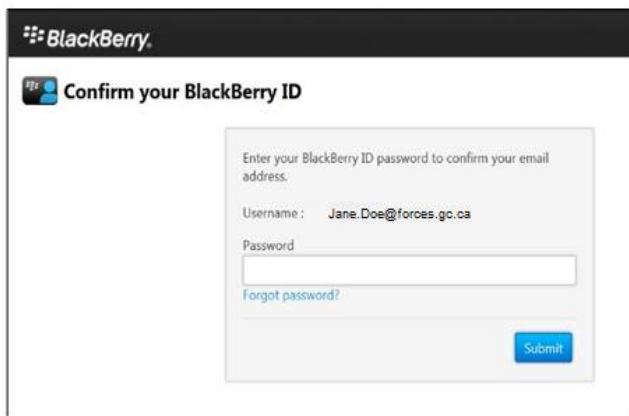 BlackBerry.
Confirm your BlackBerry ID
Enter your BlackBerry ID password to confirm your email
address.
Username : Jane.Doe@forces.gc.ca
Password
Forgot password?
Submit